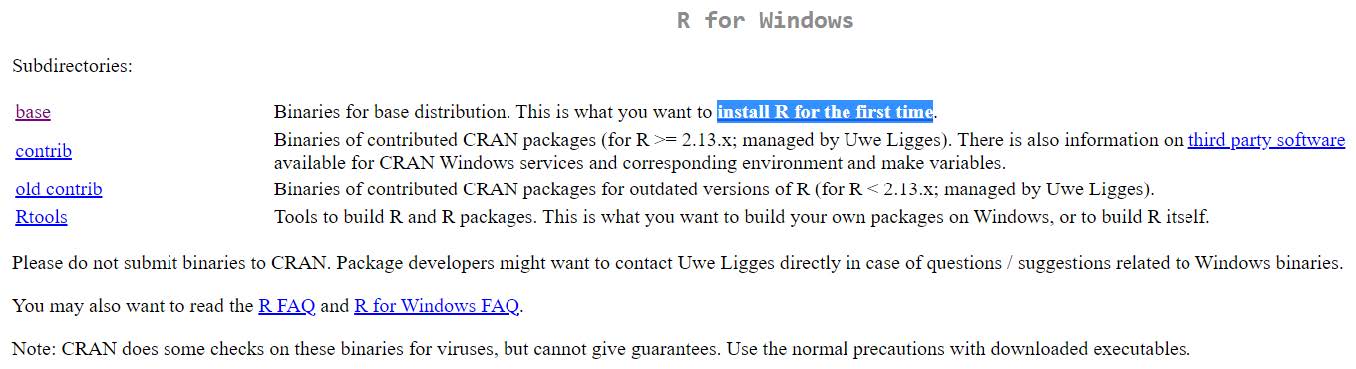 R for Windows
Subdirectories:
base Binaries for base distribution. This is what you want to install R for the first time.
contrib Binaries of contributed CRAN packages (for R >= 2.13.x; managed by Uwe Ligges). There is also information on third party software
available for CRAN Windows services and corresponding environment and make variables.
old contrib Binaries of contributed CRAN packages for outdated versions of R (for R < 2.13.x; managed by Uwe Ligges).
Rtools Tools to build R and R packages. This is what you want to build your own packages on Windows, or to build R itself.
Please do not submit binaries to CRAN. Package developers might want to contact Uwe Ligges directly in case of questions / suggestions related to Windows binaries.
You may also want to read the R FAQ and R for Windows FAQ.
Note: CRAN does some checks on these binaries for viruses, but cannot give guarantees. Use the normal precautions with downloaded executables.